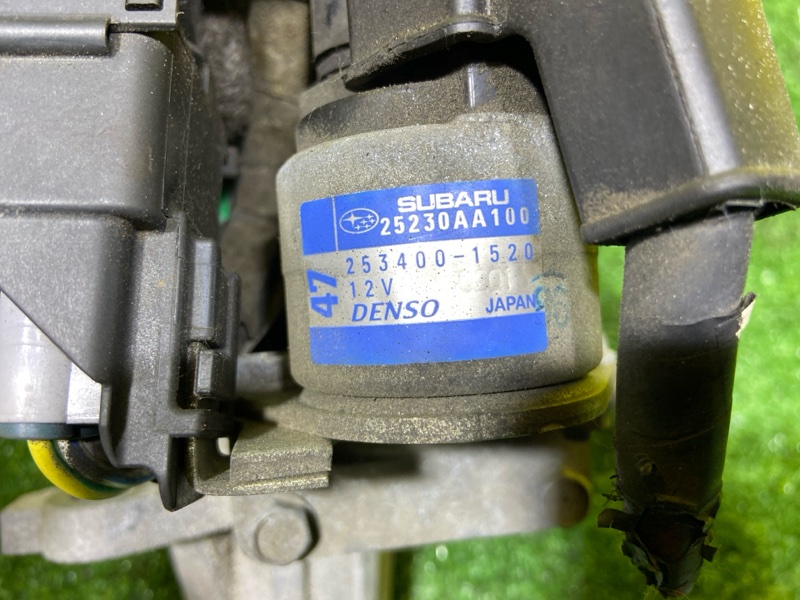 SUBARU
25230AA100
253400-1520
47
12V
DENSO JAPAN